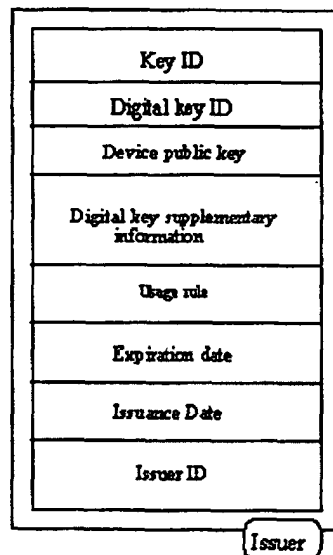 Key ID
Digital key ID
Device public key
Digital key supplementary
information
Usage rule
Expiration date
Issuance Date
Issuer ID
Issuer